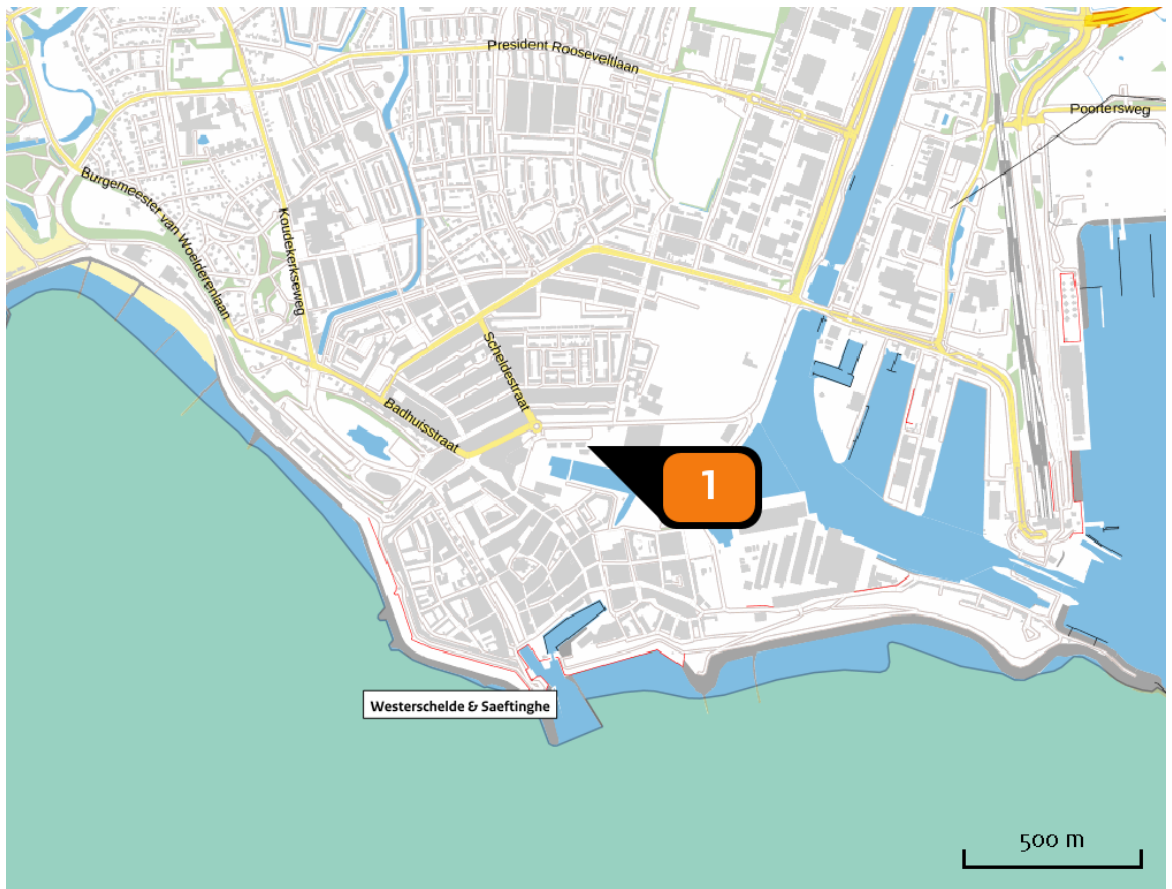 President Rooseveltlaan
Poortersweg
Burgemeester van Woelderenlaan
Koudekerkseweg
Scheldestraat
Badhuisstraat
1
Westerschelde & Saeftinghe
500 m